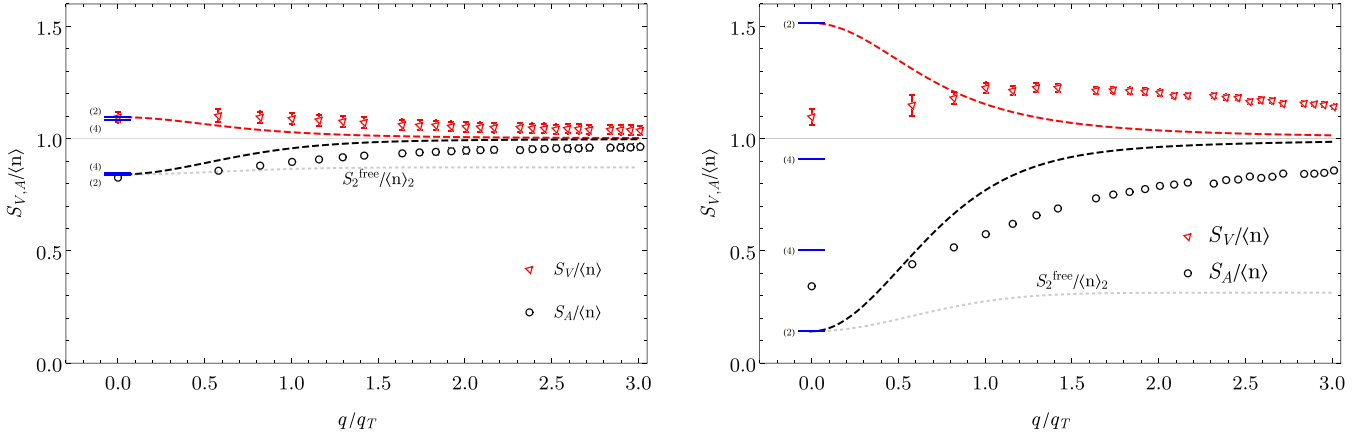 1.5
1.0
0.5
0.0
S_{V,A}/⟨n⟩
(2)
(4)
(4)
(2)
S_2^{free}/⟨n⟩_2
S_V/⟨n⟩
S_A/⟨n⟩
0.0 0.5 1.0 1.5 2.0 2.5 3.0
q/q_T
1.5
1.0
0.5
0.0
S_{V,A}/⟨n⟩
(2)
(4)
(4)
(2)
S_V/⟨n⟩
S_A/⟨n⟩
S_2^{free}/⟨n⟩_2
0.0 0.5 1.0 1.5 2.0 2.5 3.0
q/q_T